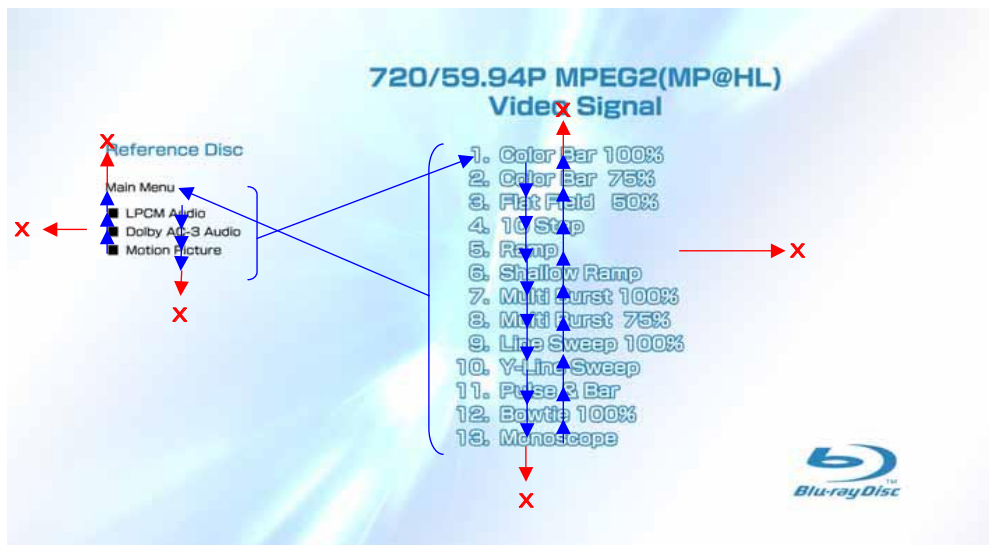 720/59.94P MPEG2(MP@HL)
Video Signal
X
X
Reference Disc
Main Menu
■ LPCM Audio
■ Dolby AC-3 Audio
■ Motion Picture
X
X
1. Color Bar 100%
2. Color Bar 75%
3. Flat Field 50%
4. 10 Step
5. Ramp
6. Shallow Ramp
7. Multi Burst 100%
8. Multi Burst 75%
9. Line Sweep 100%
10. Y-Line Sweep
11. Pulse & Bar
12. Bowtie 100%
13. Monoscope
X
X
Blu-ray Disc
TM